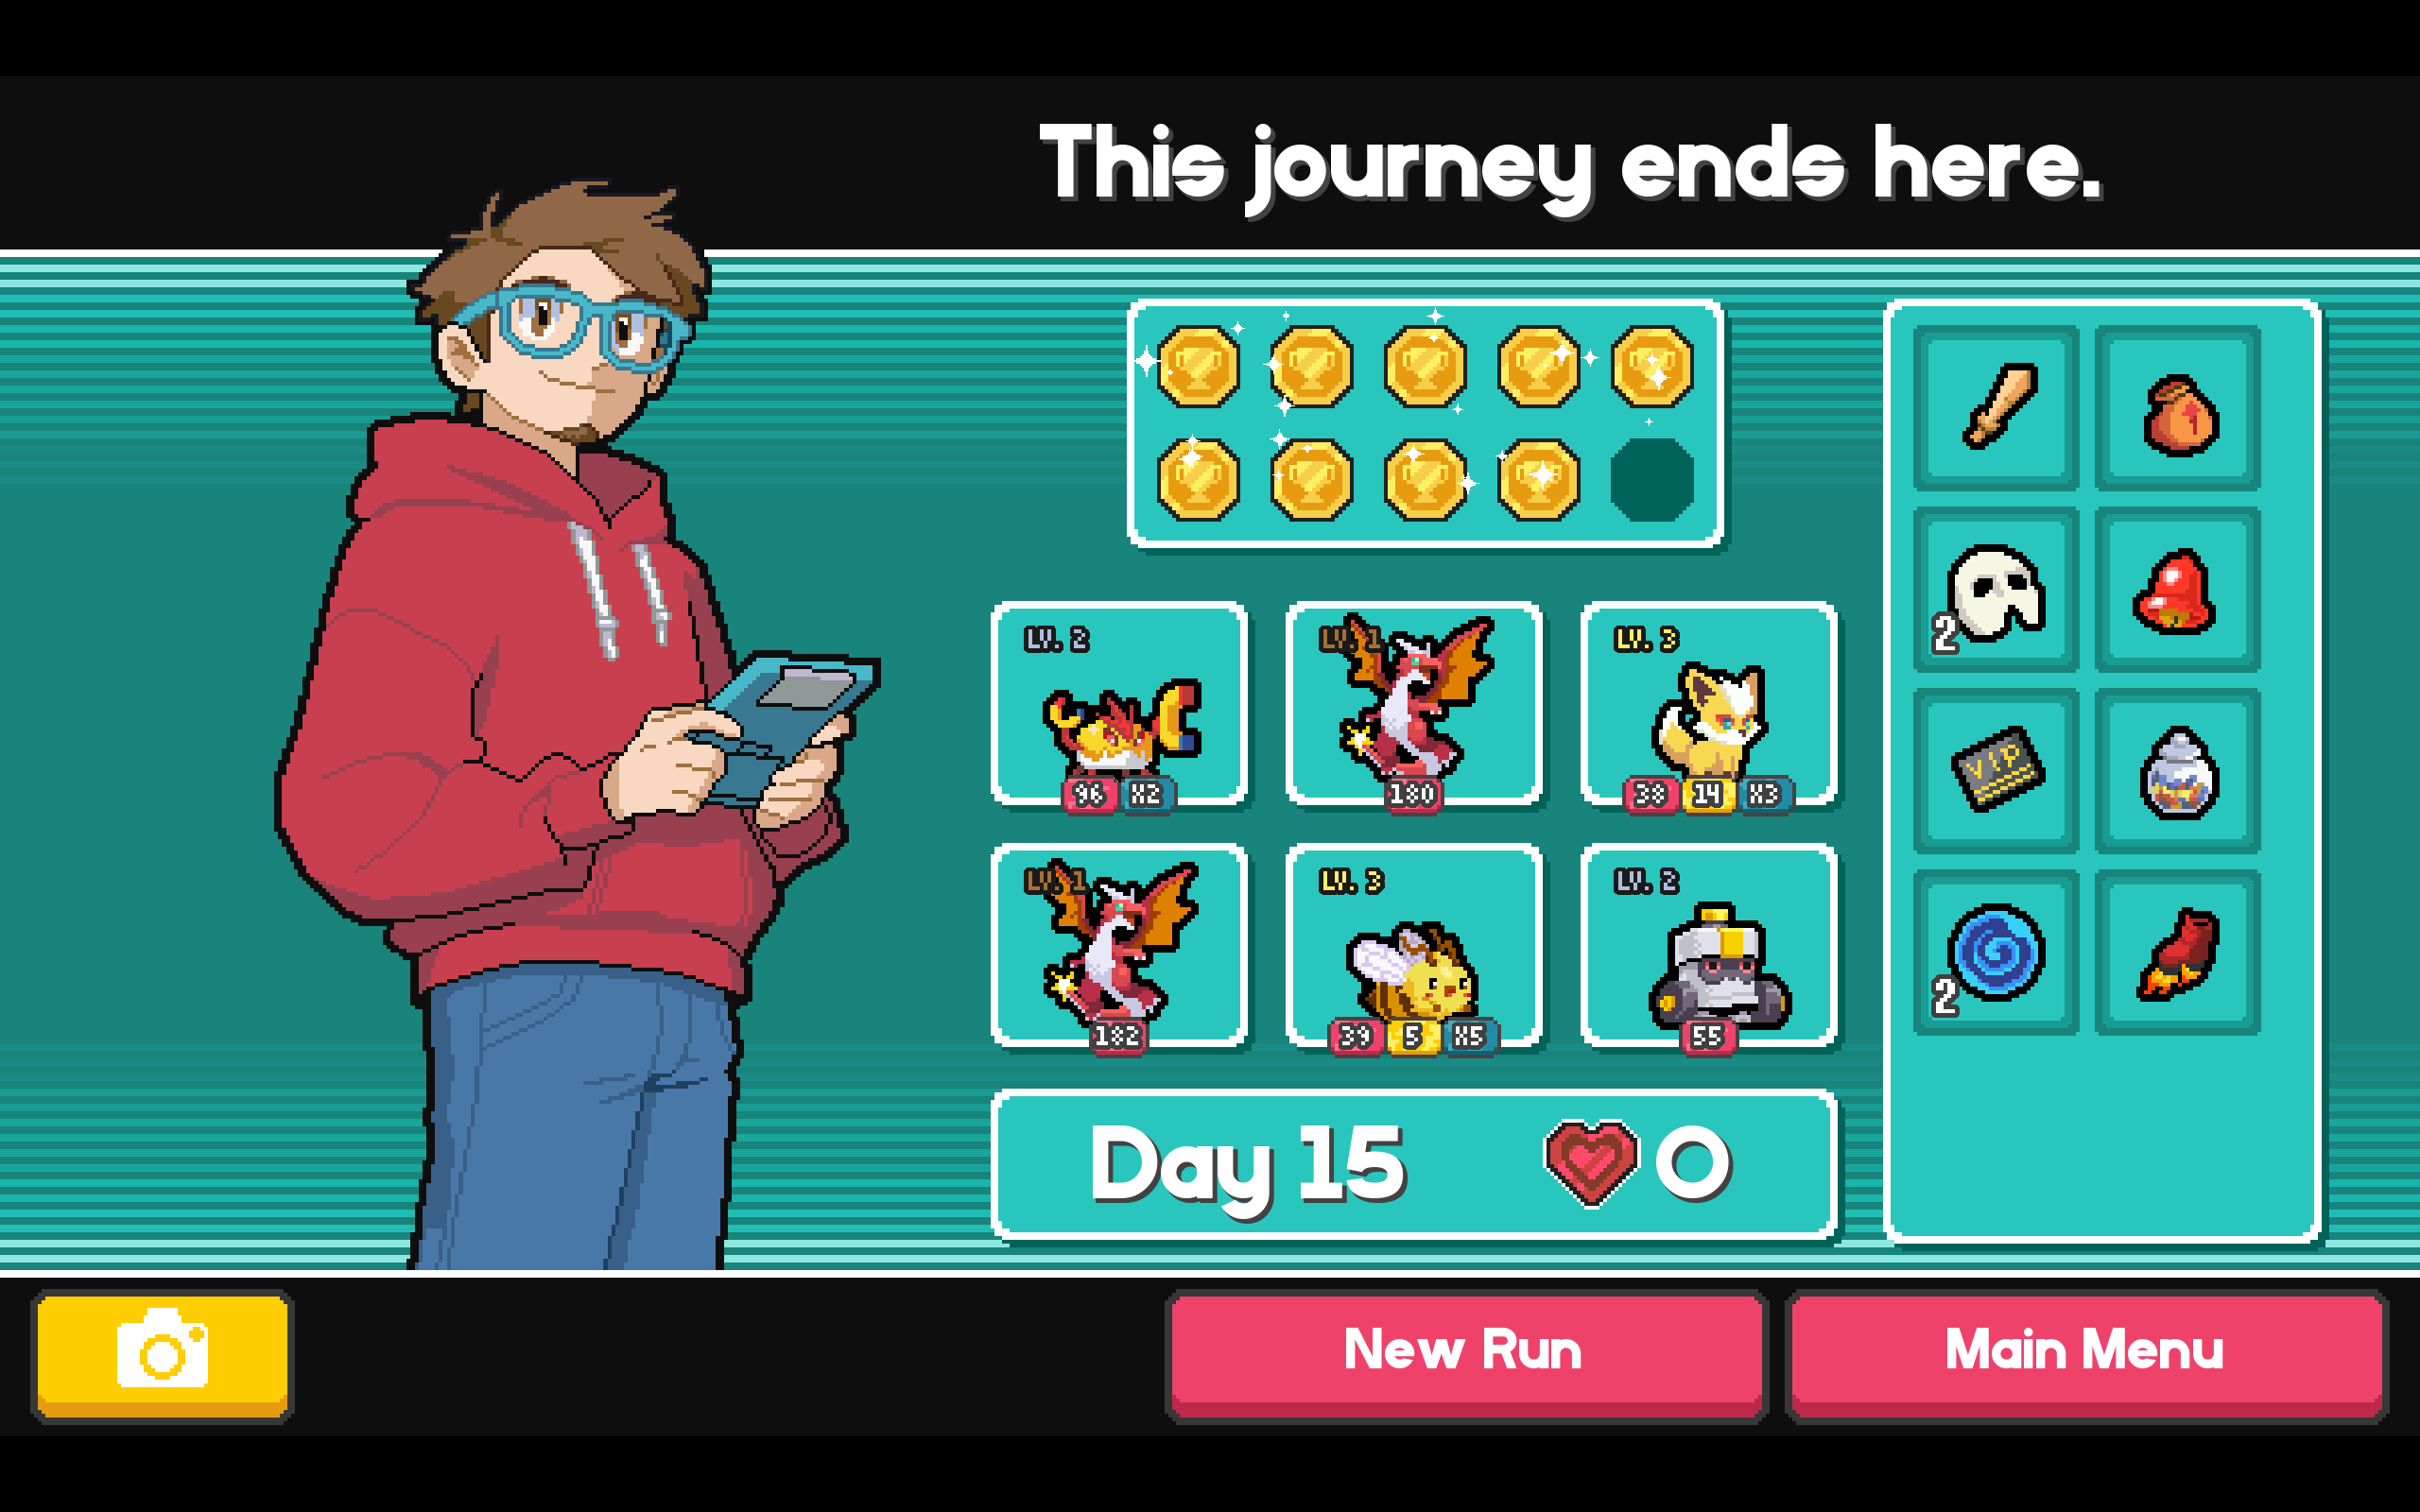 This journey ends here.
LV. 2
LV. 1
LV. 3
96 X2
180
38 14 X3
LV. 1
LV. 3
LV. 2
182
39 5 X5
55
2
VIP
2
Day 15 0
New Run
Main Menu